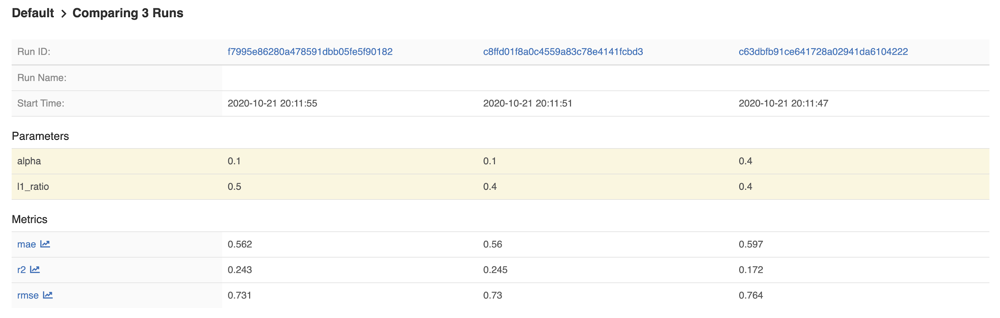 Default > Comparing 3 Runs
Run ID: f7995e86280a478591dbb05fe5f90182 c8ffd01f8a0c4559a83c78e4141fcbd3 c63dbfb91ce641728a02941da6104222
Run Name:
Start Time: 2020-10-21 20:11:55 2020-10-21 20:11:51 2020-10-21 20:11:47
Parameters
alpha 0.1 0.1 0.4
l1_ratio 0.5 0.4 0.4
Metrics
mae 0.562 0.56 0.597
r2 0.243 0.245 0.172
rmse 0.731 0.73 0.764